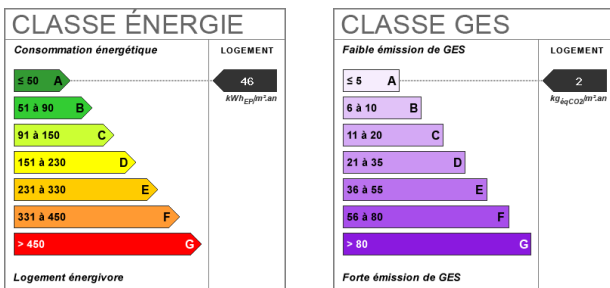 CLASSE ÉNERGIE
Consommation énergétique
LOGEMENT
≤ 50 A
46
kWhEP/m².an
51 à 90 B
91 à 150 C
151 à 230 D
231 à 330 E
331 à 450 F
> 450 G
Logement énergivore
CLASSE GES
Faible émission de GES
LOGEMENT
≤ 5 A
2
kgéqCO2/m².an
6 à 10 B
11 à 20 C
21 à 35 D
36 à 55 E
56 à 80 F
> 80 G
Forte émission de GES